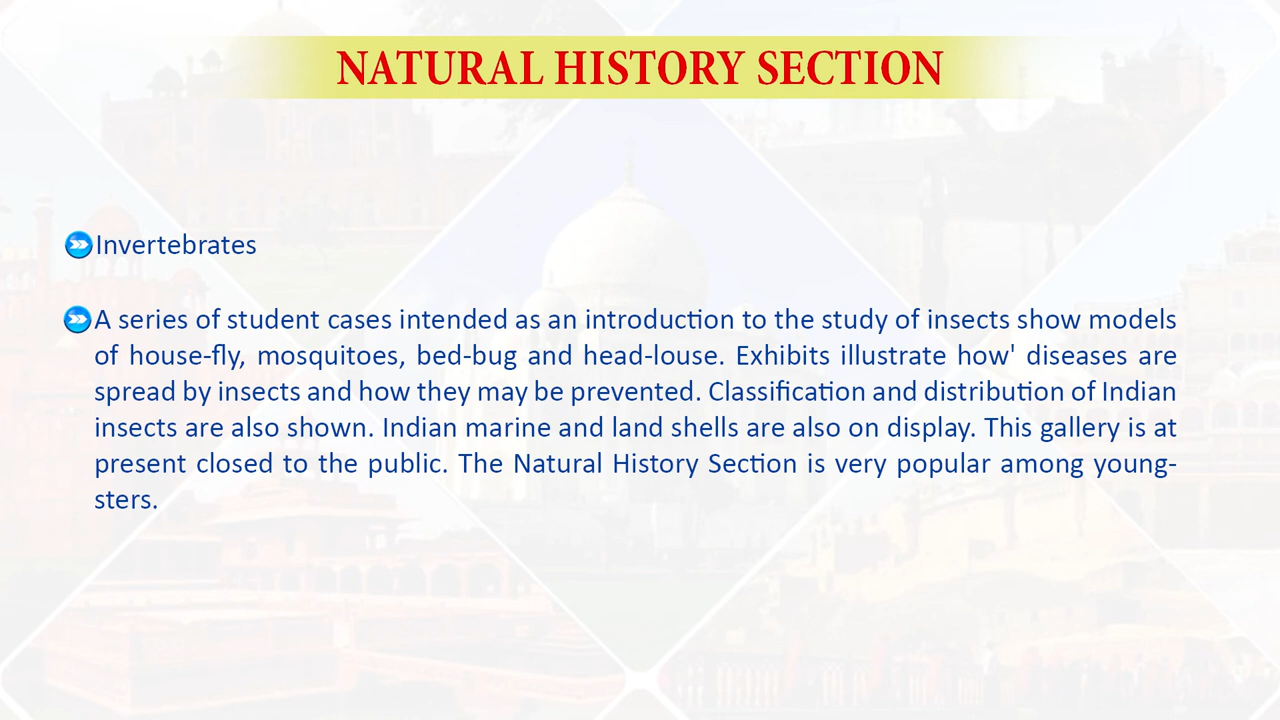 NATURAL HISTORY SECTION
Invertebrates
A series of student cases intended as an introduction to the study of insects show models
of house-fly, mosquitoes, bed-bug and head-louse. Exhibits illustrate how' diseases are
spread by insects and how they may be prevented. Classification and distribution of Indian
insects are also shown. Indian marine and land shells are also on display. This gallery is at
present closed to the public. The Natural History Section is very popular among young-
sters.